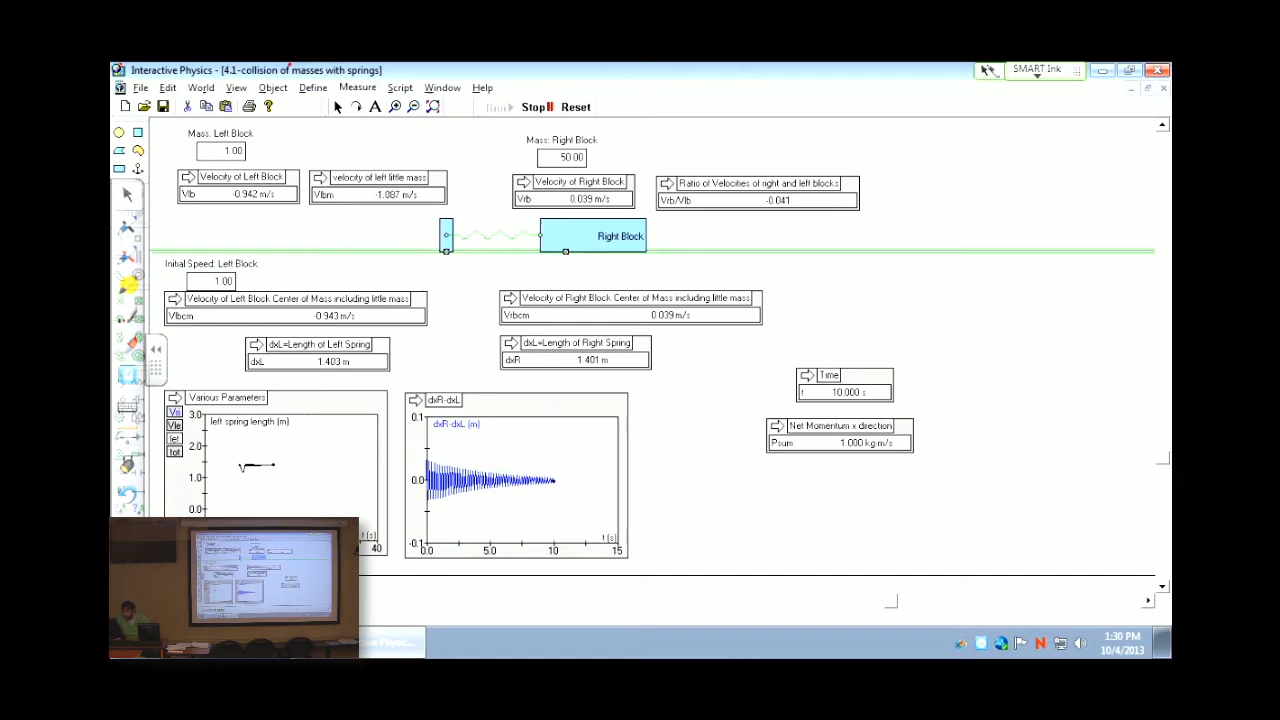 Interactive Physics - [4.1-collision of masses with springs]
SMART Ink
File Edit World View Object Define Measure Script Window Help
Run Stop Reset
Mass: Left Block
1.00
Mass: Right Block
50.00
Velocity of Left Block
Vlb -0.942 m/s
velocity of left little mass
Vlbm -1.087 m/s
Velocity of Right Block
Vrb 0.039 m/s
Ratio of Velocities of right and left blocks
Vrb/Vlb -0.041
Right Block
Initial Speed: Left Block
1.00
Velocity of Left Block Center of Mass including little mass
Vlbcm -0.943 m/s
Velocity of Right Block Center of Mass including little mass
Vrbcm 0.039 m/s
dxL=Length of Left Spring
dxL 1.403 m
dxL=Length of Right Spring
dxR 1.401 m
Time
t 10.000 s
Net Momentum x direction
Psum 1.000 kg·m/s
Various Parameters
Vri
Vle
lef
tot
3.0
2.0
1.0
0.0
left spring length (m)
t (s)
40
dxR-dxL
0.1
0.0
-0.1
dxR-dxL (m)
t (s)
0.0 5.0 10 15
1:30 PM
10/4/2013